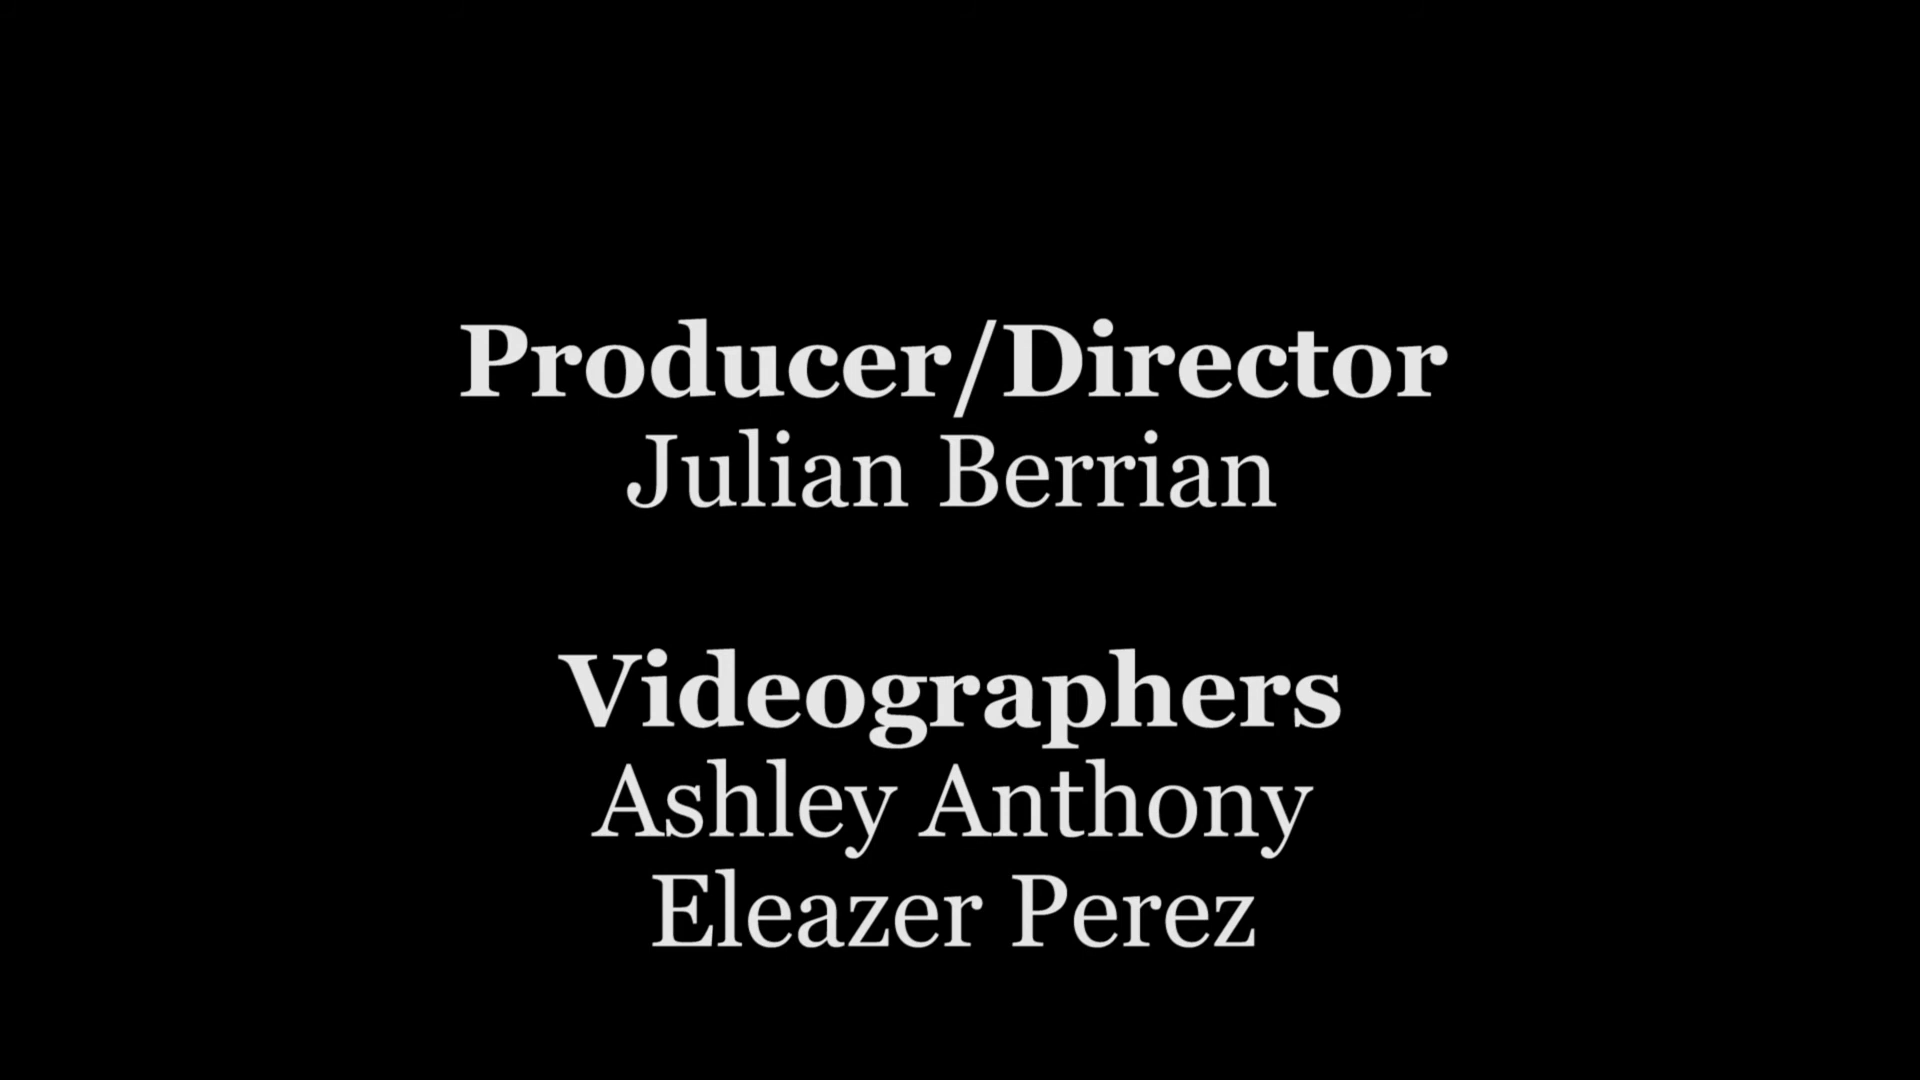 Producer/Director
Julian Berrian
Videographers
Ashley Anthony
Eleazer Perez